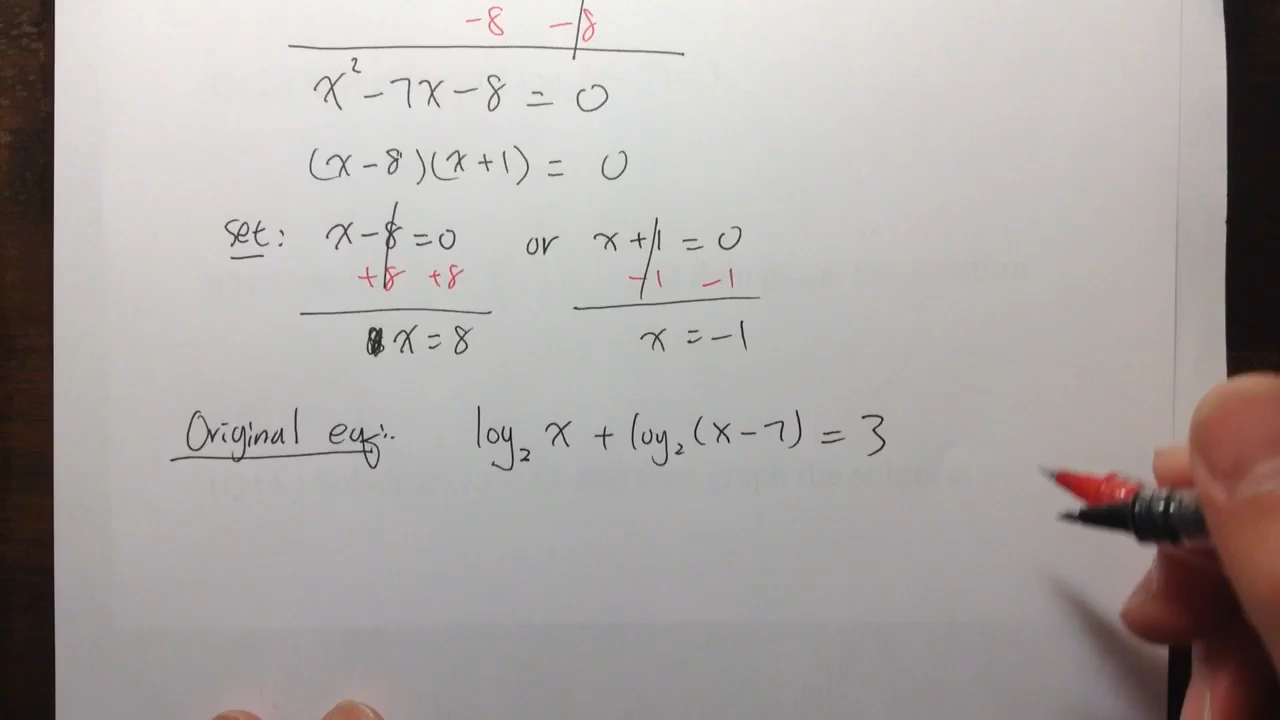 -8 -8
x²-7x-8 = 0
(x-8)(x+1) = 0
set: x-8=0 or x+1 = 0
+8 +8 -1 -1
x=8 x=-1
Original eq:. log₂ x + log₂ (x-7) = 3